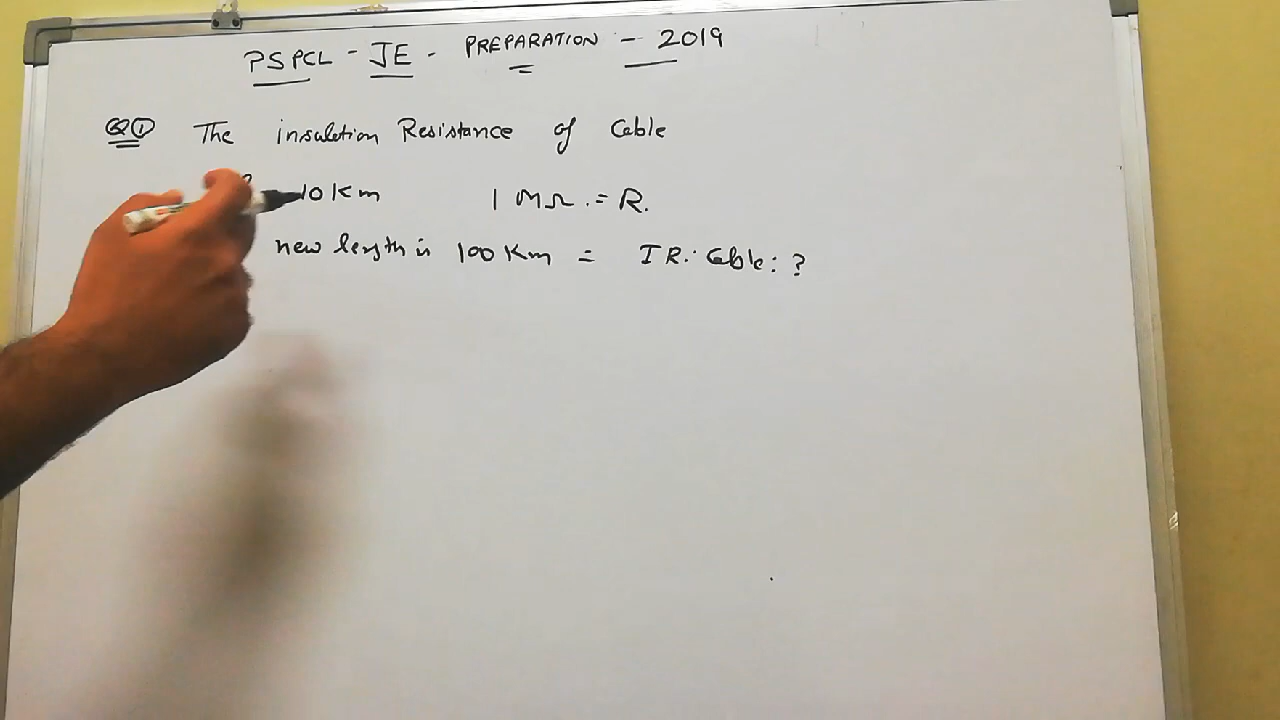 PSPCL - JE - PREPARATION - 2019
Q① The insulation Resistance of Cable
10 Km 1 MΩ. = R.
new length is 100 Km = I R. Cable: ?